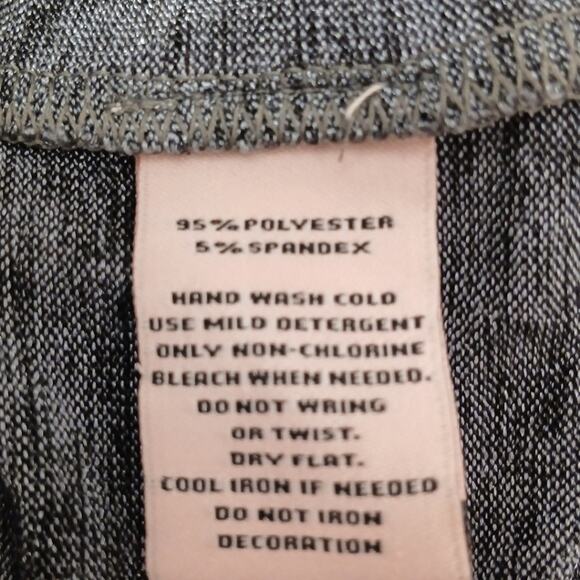 95% POLYESTER
5% SPANDEX
HAND WASH COLD
USE MILD DETERGENT
ONLY NON-CHLORINE
BLEACH WHEN NEEDED.
DO NOT WRING
OR TWIST.
DRY FLAT.
COOL IRON IF NEEDED
DO NOT IRON
DECORATION